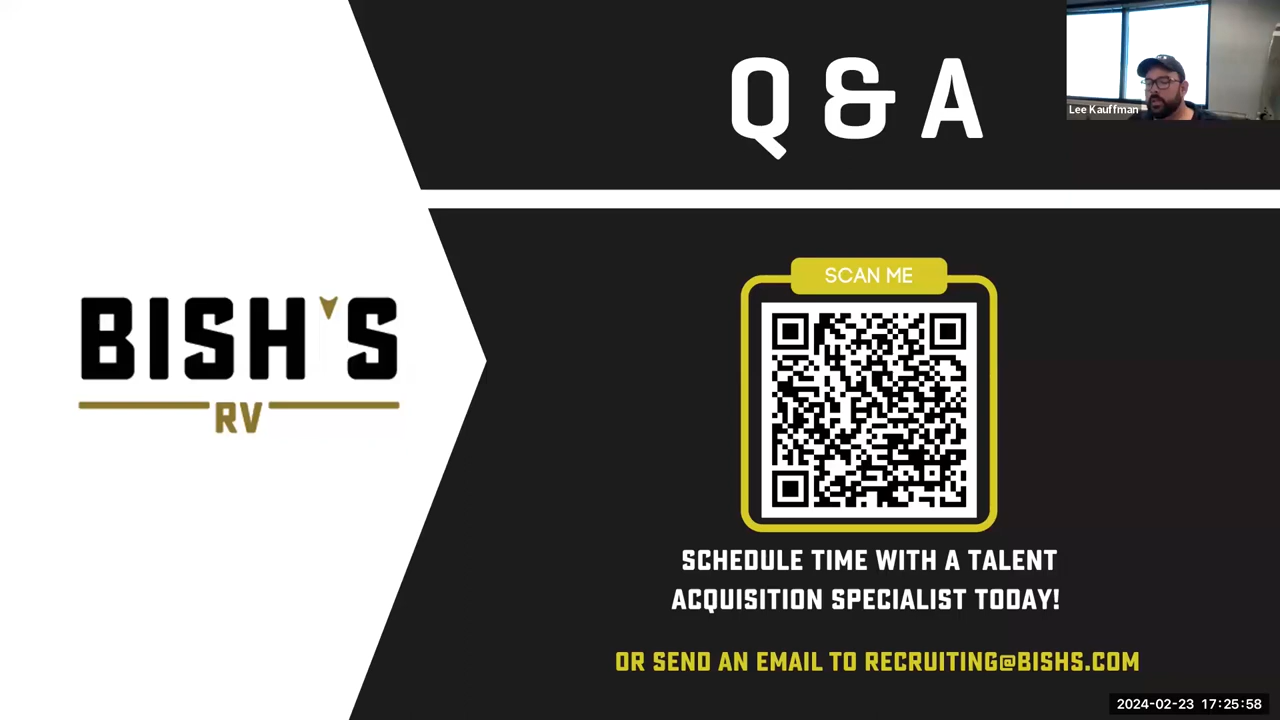 Q & A
Lee Kauffman
BISH'S
RV
SCAN ME
SCHEDULE TIME WITH A TALENT
ACQUISITION SPECIALIST TODAY!
OR SEND AN EMAIL TO RECRUITING@BISHS.COM
2024-02-23 17:25:58